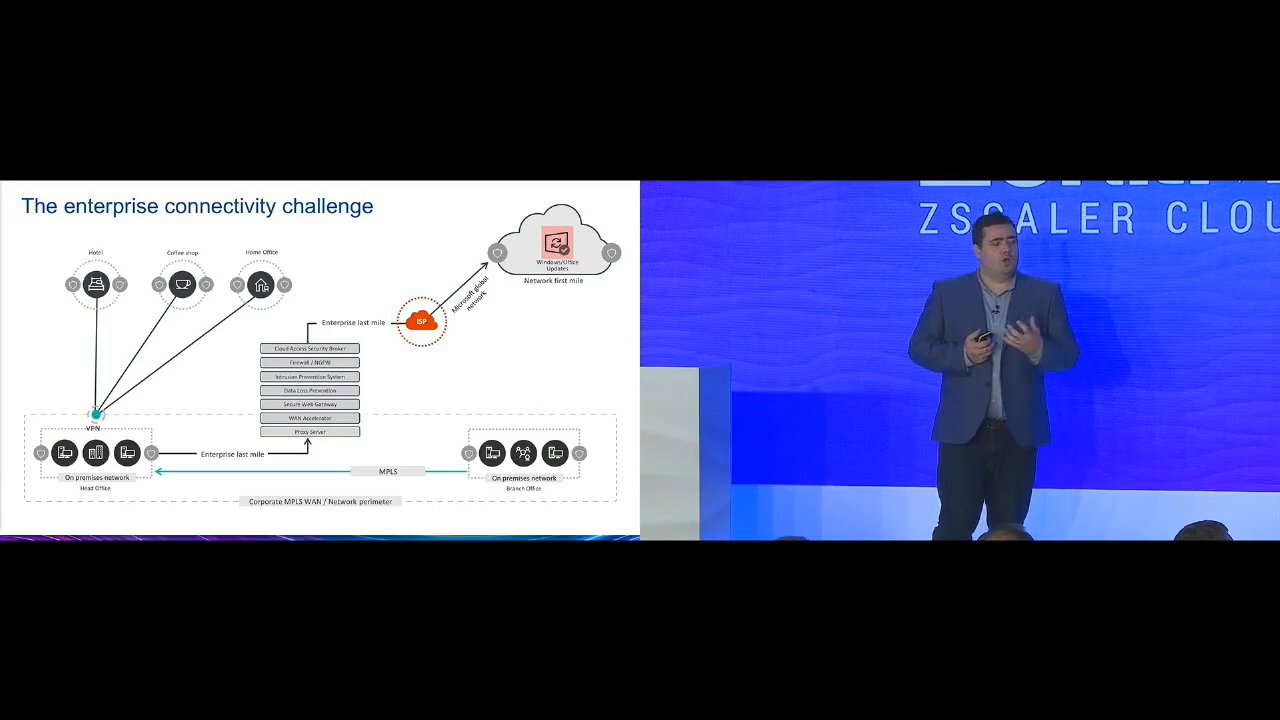 The enterprise connectivity challenge
Hotel
Coffee shop
Home Office
Windows/Office
Updates
Network first mile
Microsoft global
network
ISP
Enterprise last mile
Cloud Access Security Broker
Firewall / NGFW
Intrusion Prevention System
Data Loss Prevention
Secure Web Gateway
WAN Accelerator
Proxy Server
VPN
Enterprise last mile
MPLS
On premises network
Head Office
On premises network
Branch Office
Corporate MPLS WAN / Network perimeter
ZSCALER CLOU